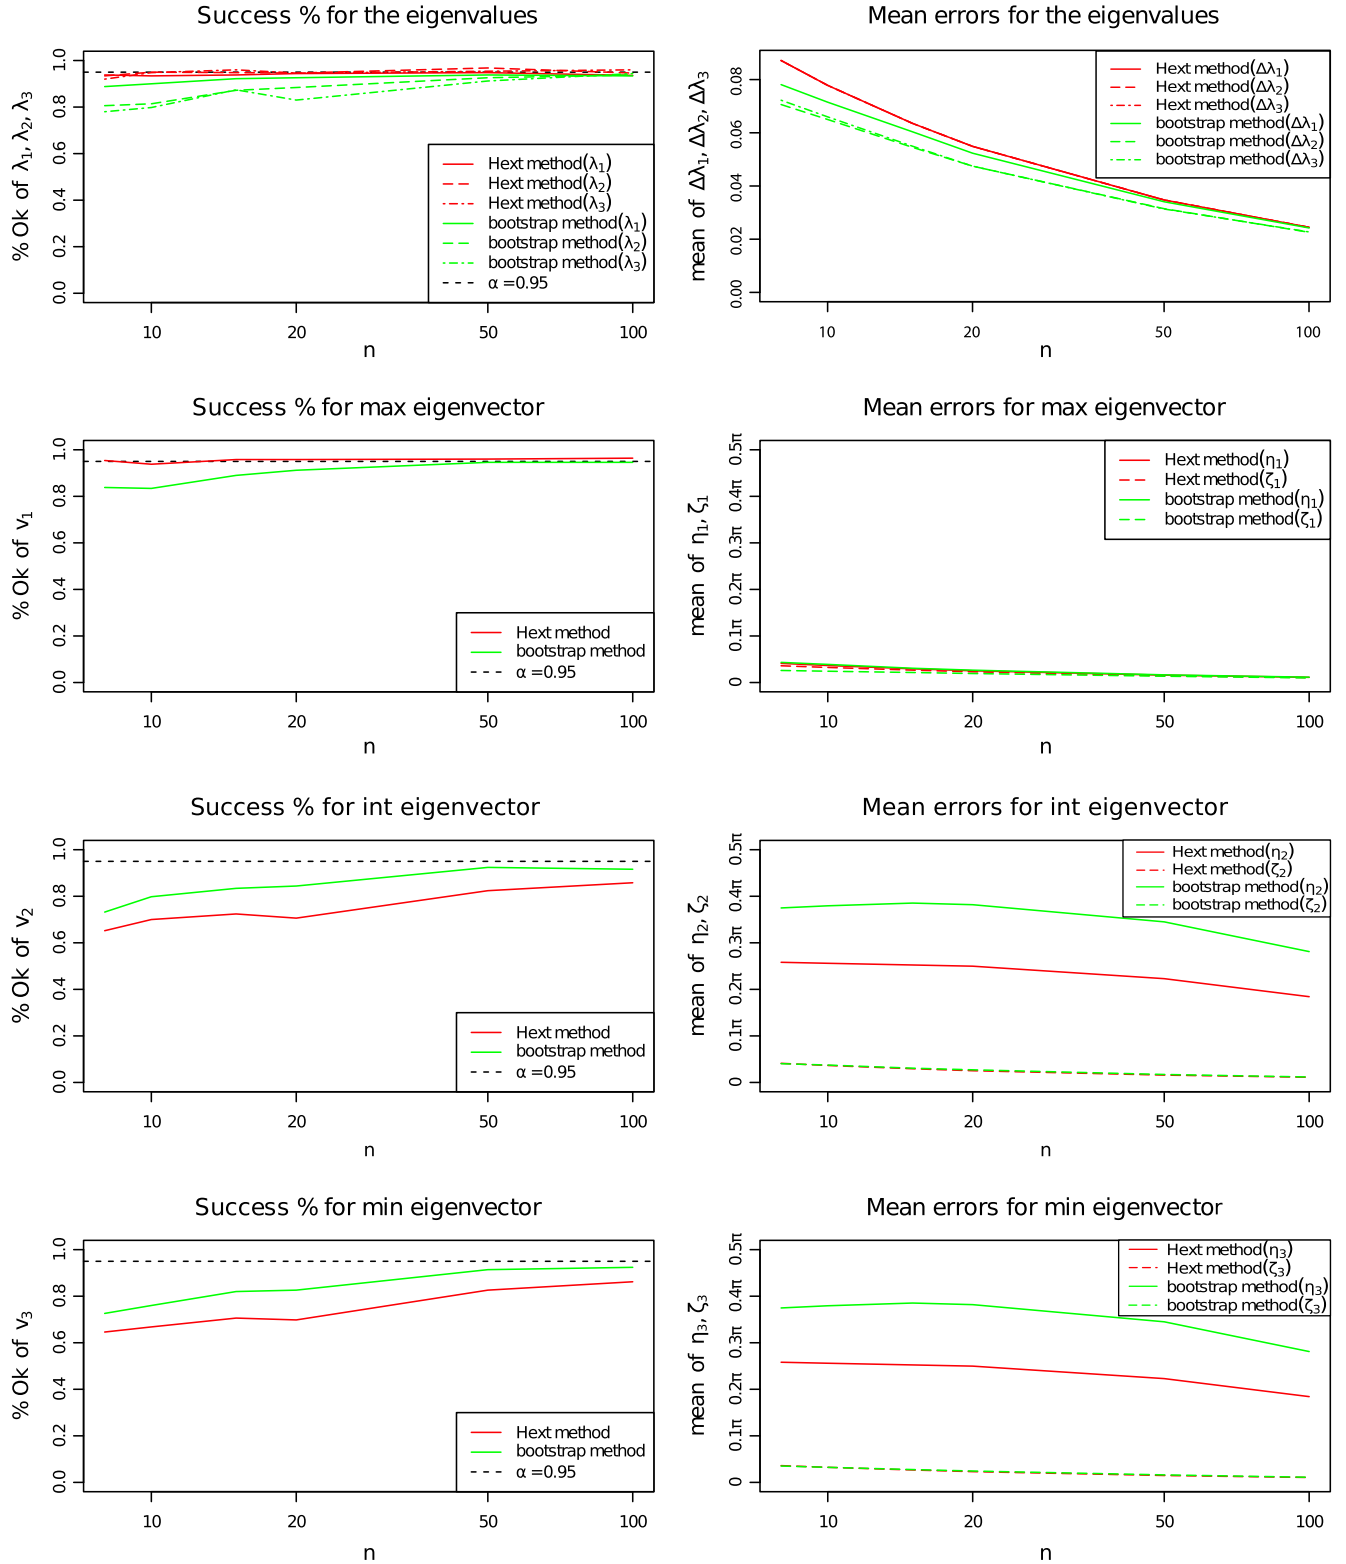 Success % for the eigenvalues
% Ok of λ1, λ2, λ3
0.0 0.2 0.4 0.6 0.8 1.0
Hext method(λ1)
Hext method(λ2)
Hext method(λ3)
bootstrap method(λ1)
bootstrap method(λ2)
bootstrap method(λ3)
α =0.95
10 20 50 100
n
Mean errors for the eigenvalues
mean of Δλ1, Δλ2, Δλ3
0.00 0.02 0.04 0.06 0.08
Hext method(Δλ1)
Hext method(Δλ2)
Hext method(Δλ3)
bootstrap method(Δλ1)
bootstrap method(Δλ2)
bootstrap method(Δλ3)
10 20 50 100
n
Success % for max eigenvector
% Ok of v1
0.0 0.2 0.4 0.6 0.8 1.0
Hext method
bootstrap method
α =0.95
10 20 50 100
n
Mean errors for max eigenvector
mean of η1, ζ1
0 0.1π 0.2π 0.3π 0.4π 0.5π
Hext method(η1)
Hext method(ζ1)
bootstrap method(η1)
bootstrap method(ζ1)
10 20 50 100
n
Success % for int eigenvector
% Ok of v2
0.0 0.2 0.4 0.6 0.8 1.0
Hext method
bootstrap method
α =0.95
10 20 50 100
n
Mean errors for int eigenvector
mean of η2, ζ2
0 0.1π 0.2π 0.3π 0.4π 0.5π
Hext method(η2)
Hext method(ζ2)
bootstrap method(η2)
bootstrap method(ζ2)
10 20 50 100
n
Success % for min eigenvector
% Ok of v3
0.0 0.2 0.4 0.6 0.8 1.0
Hext method
bootstrap method
α =0.95
10 20 50 100
n
Mean errors for min eigenvector
mean of η3, ζ3
0 0.1π 0.2π 0.3π 0.4π 0.5π
Hext method(η3)
Hext method(ζ3)
bootstrap method(η3)
bootstrap method(ζ3)
10 20 50 100
n